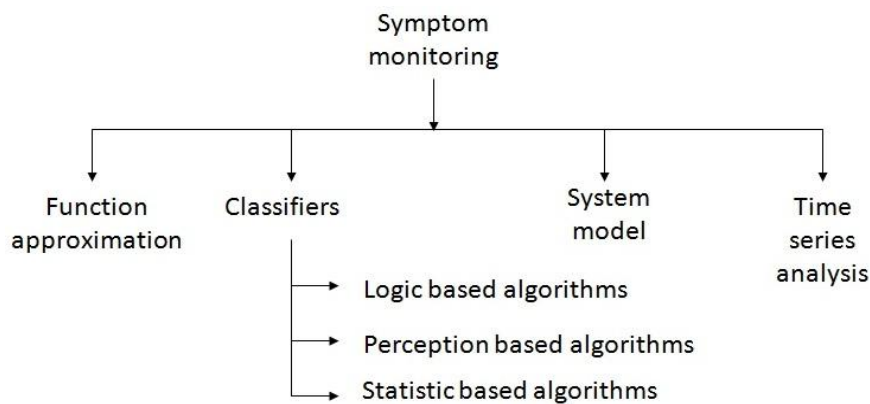 Symptom
monitoring
Function
approximation
Classifiers
System
model
Time
series
analysis
Logic based algorithms
Perception based algorithms
Statistic based algorithms